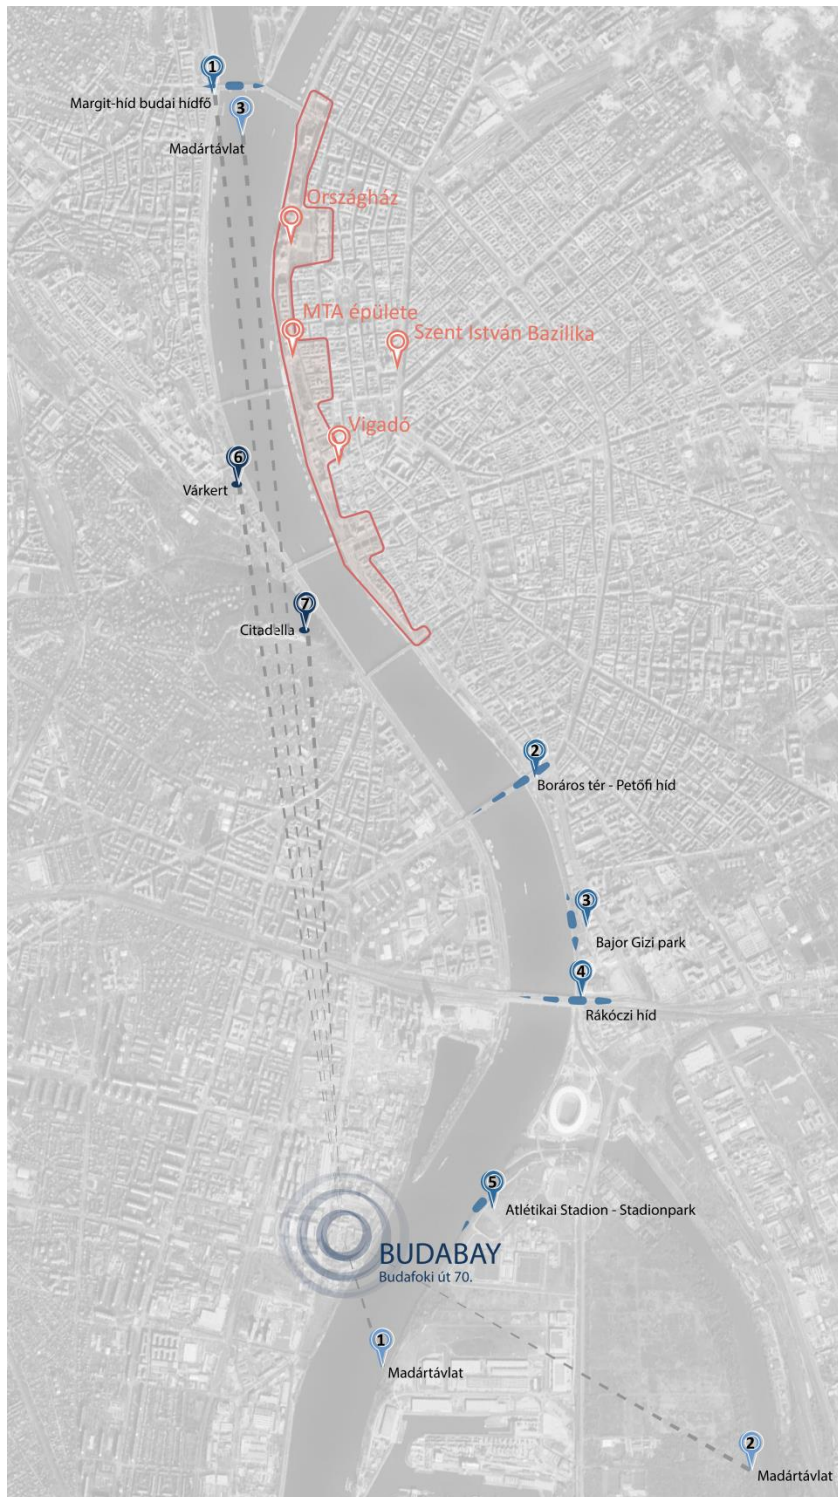 1
Margit-híd budai hídfő
3
Madártávlat
Országház
MTA épülete
Szent István Bazilika
Vigadó
6
Várkert
7
Citadella
2
Boráros tér - Petőfi híd
3
Bajor Gizi park
4
Rákóczi híd
5
Atlétikai Stadion - Stadionpark
BUDABAY
Budafoki út 70.
1
Madártávlat
2
Madártávlat